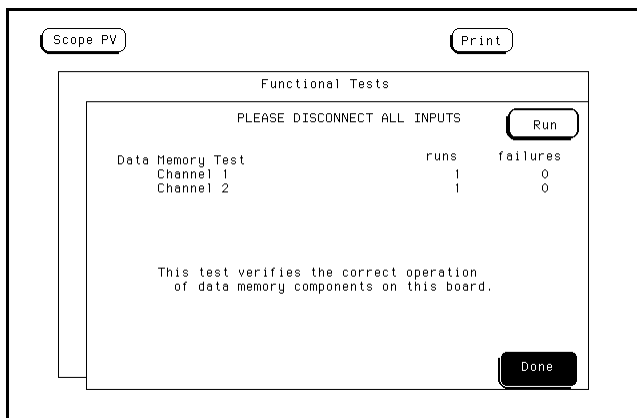 Scope PV Print
Functional Tests
PLEASE DISCONNECT ALL INPUTS
Run
Data Memory Test runs failures
Channel 1 1 0
Channel 2 1 0
This test verifies the correct operation
of data memory components on this board.
Done